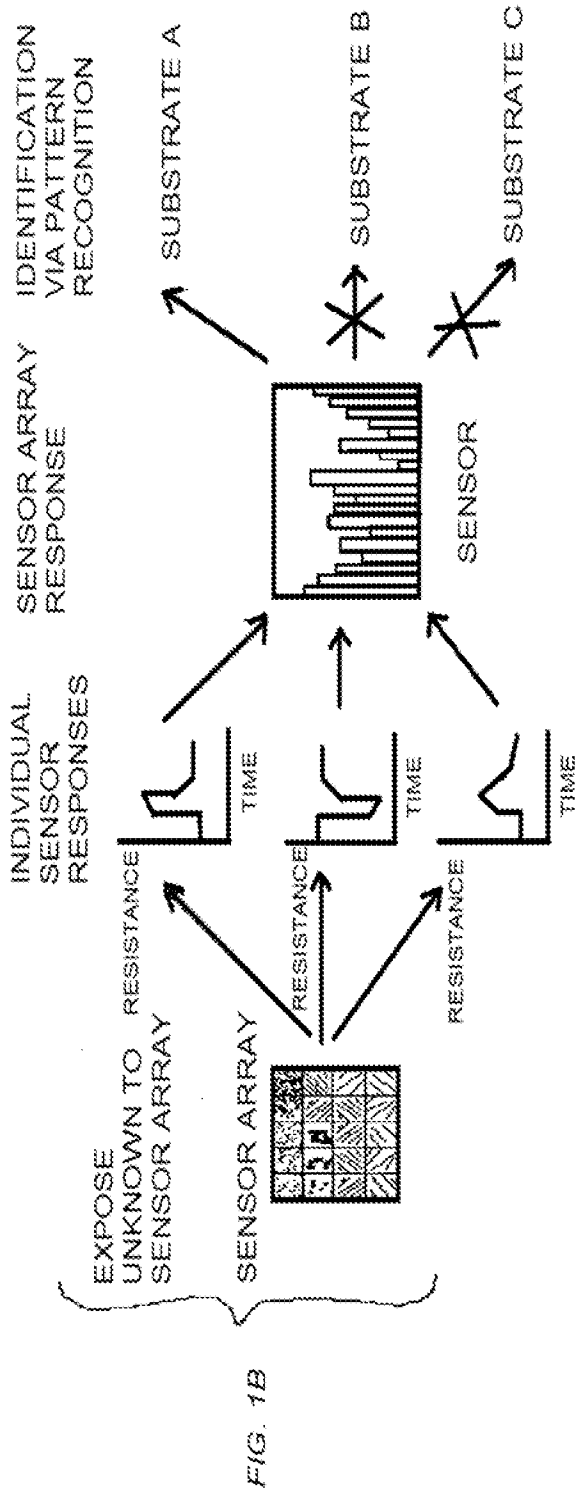 EXPOSE
UNKNOWN TO
SENSOR ARRAY
SENSOR ARRAY
INDIVIDUAL
SENSOR
RESPONSES
RESISTANCE
TIME
RESISTANCE
TIME
RESISTANCE
TIME
SENSOR ARRAY
RESPONSE
SENSOR
IDENTIFICATION
VIA PATTERN
RECOGNITION
SUBSTRATE A
SUBSTRATE B
SUBSTRATE C
FIG. 1B